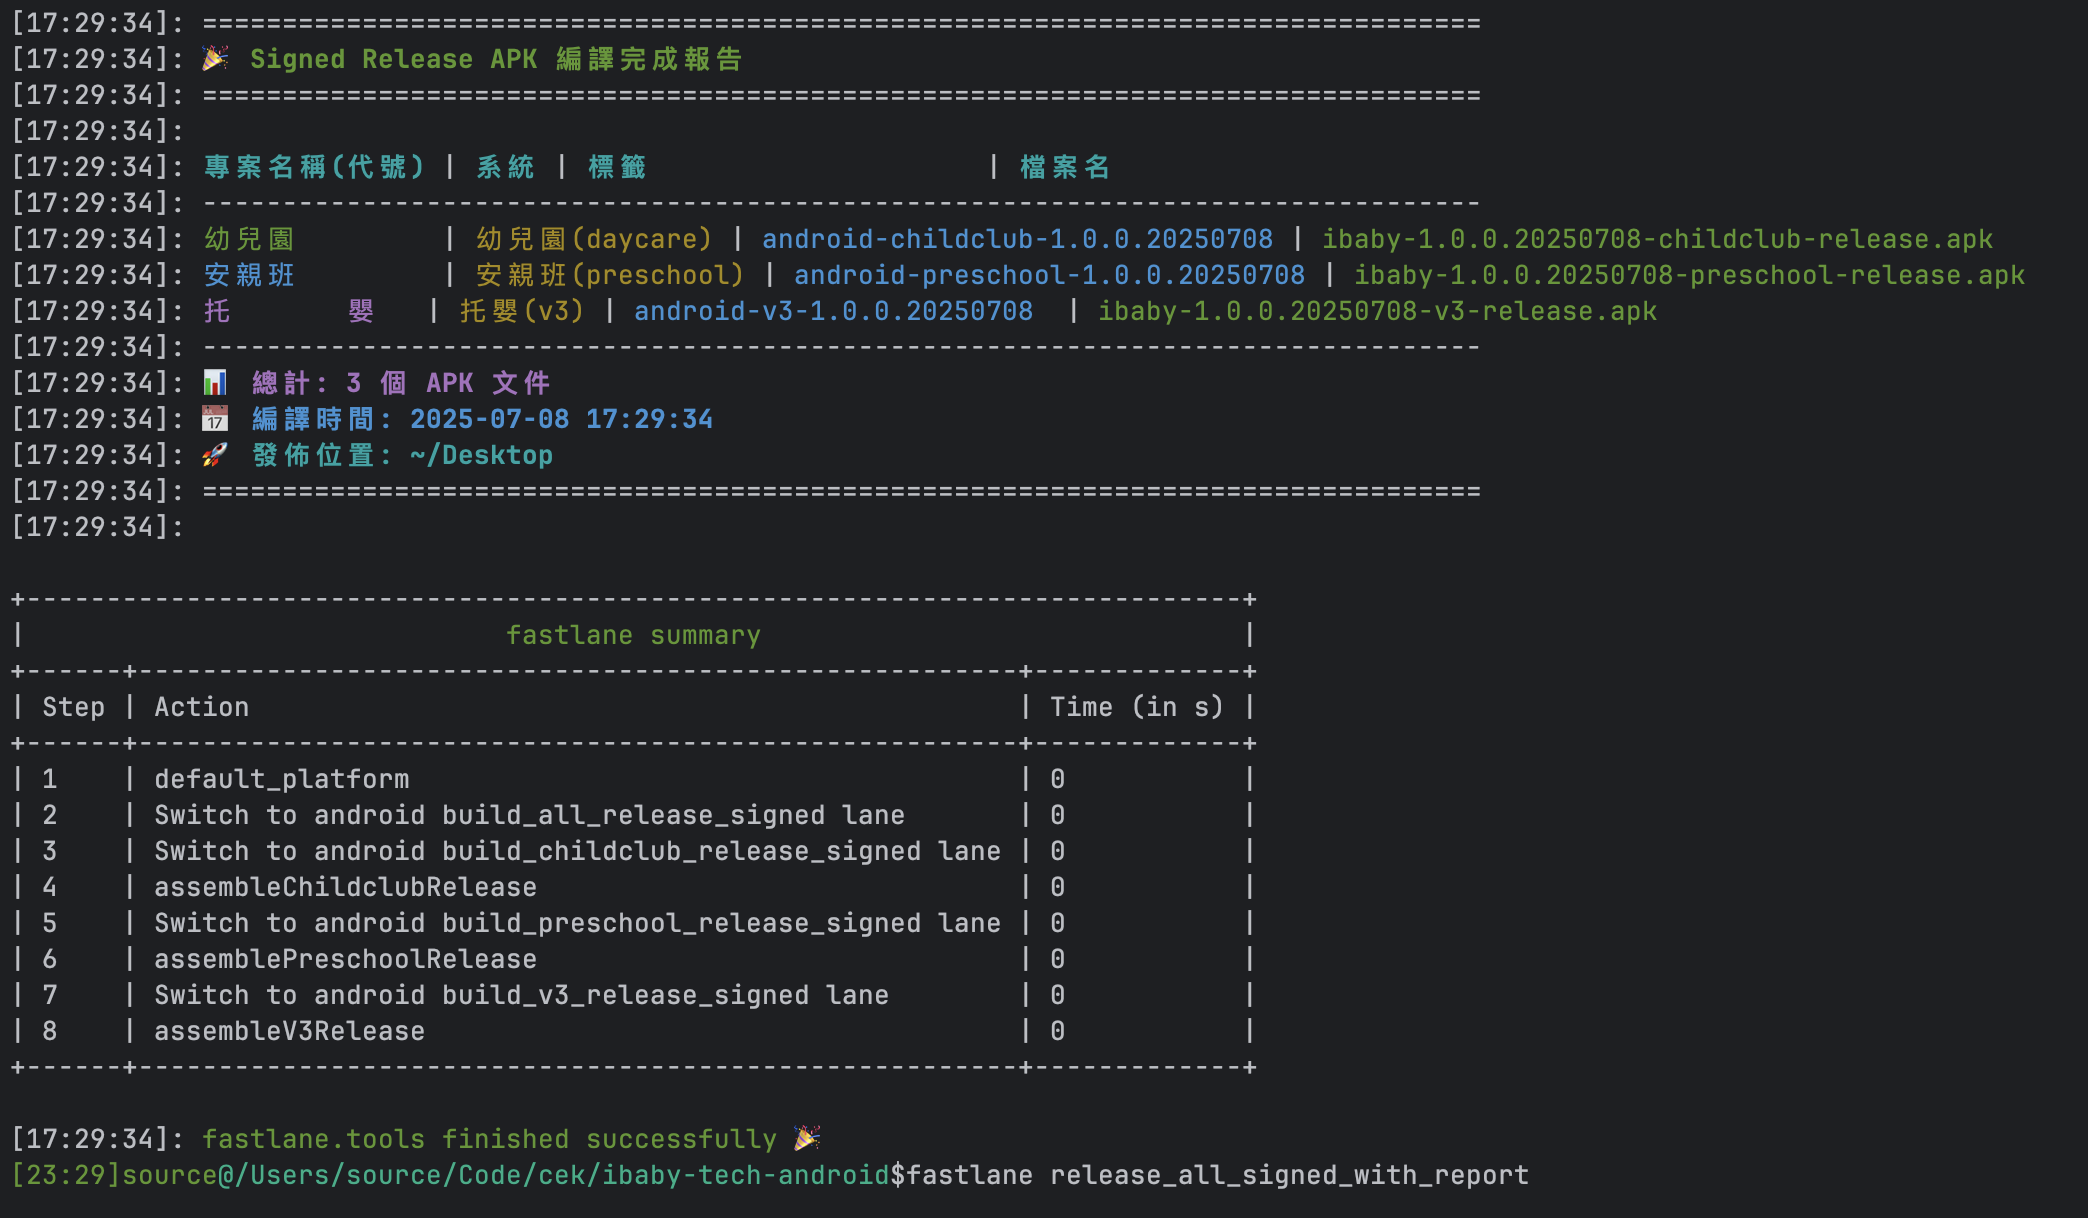 [17:29:34]: ================================================================================
[17:29:34]: 🎉 Signed Release APK 編譯完成報告
[17:29:34]: ================================================================================
[17:29:34]:
[17:29:34]: 專案名稱(代號) | 系統 | 標籤                      | 檔案名
[17:29:34]: --------------------------------------------------------------------------------
[17:29:34]: 幼兒園          | 幼兒園(daycare) | android-childclub-1.0.0.20250708 | ibaby-1.0.0.20250708-childclub-release.apk
[17:29:34]: 安親班          | 安親班(preschool) | android-preschool-1.0.0.20250708 | ibaby-1.0.0.20250708-preschool-release.apk
[17:29:34]: 托        嬰    | 托嬰(v3) | android-v3-1.0.0.20250708  | ibaby-1.0.0.20250708-v3-release.apk
[17:29:34]: --------------------------------------------------------------------------------
[17:29:34]: 📊 總計: 3 個 APK 文件
[17:29:34]: 📅 編譯時間: 2025-07-08 17:29:34
[17:29:34]: 🚀 發佈位置: ~/Desktop
[17:29:34]: ================================================================================
[17:29:34]:
+----------------------------------------------------------------------------+
|                              fastlane summary                              |
+------+-------------------------------------------------------+-------------+
| Step | Action                                                | Time (in s) |
+------+-------------------------------------------------------+-------------+
| 1    | default_platform                                      | 0           |
| 2    | Switch to android build_all_release_signed lane       | 0           |
| 3    | Switch to android build_childclub_release_signed lane | 0           |
| 4    | assembleChildclubRelease                              | 0           |
| 5    | Switch to android build_preschool_release_signed lane | 0           |
| 6    | assemblePreschoolRelease                              | 0           |
| 7    | Switch to android build_v3_release_signed lane        | 0           |
| 8    | assembleV3Release                                     | 0           |
+------+-------------------------------------------------------+-------------+
[17:29:34]: fastlane.tools finished successfully 🎉
[23:29]source@/Users/source/Code/cek/ibaby-tech-android$fastlane release_all_signed_with_report